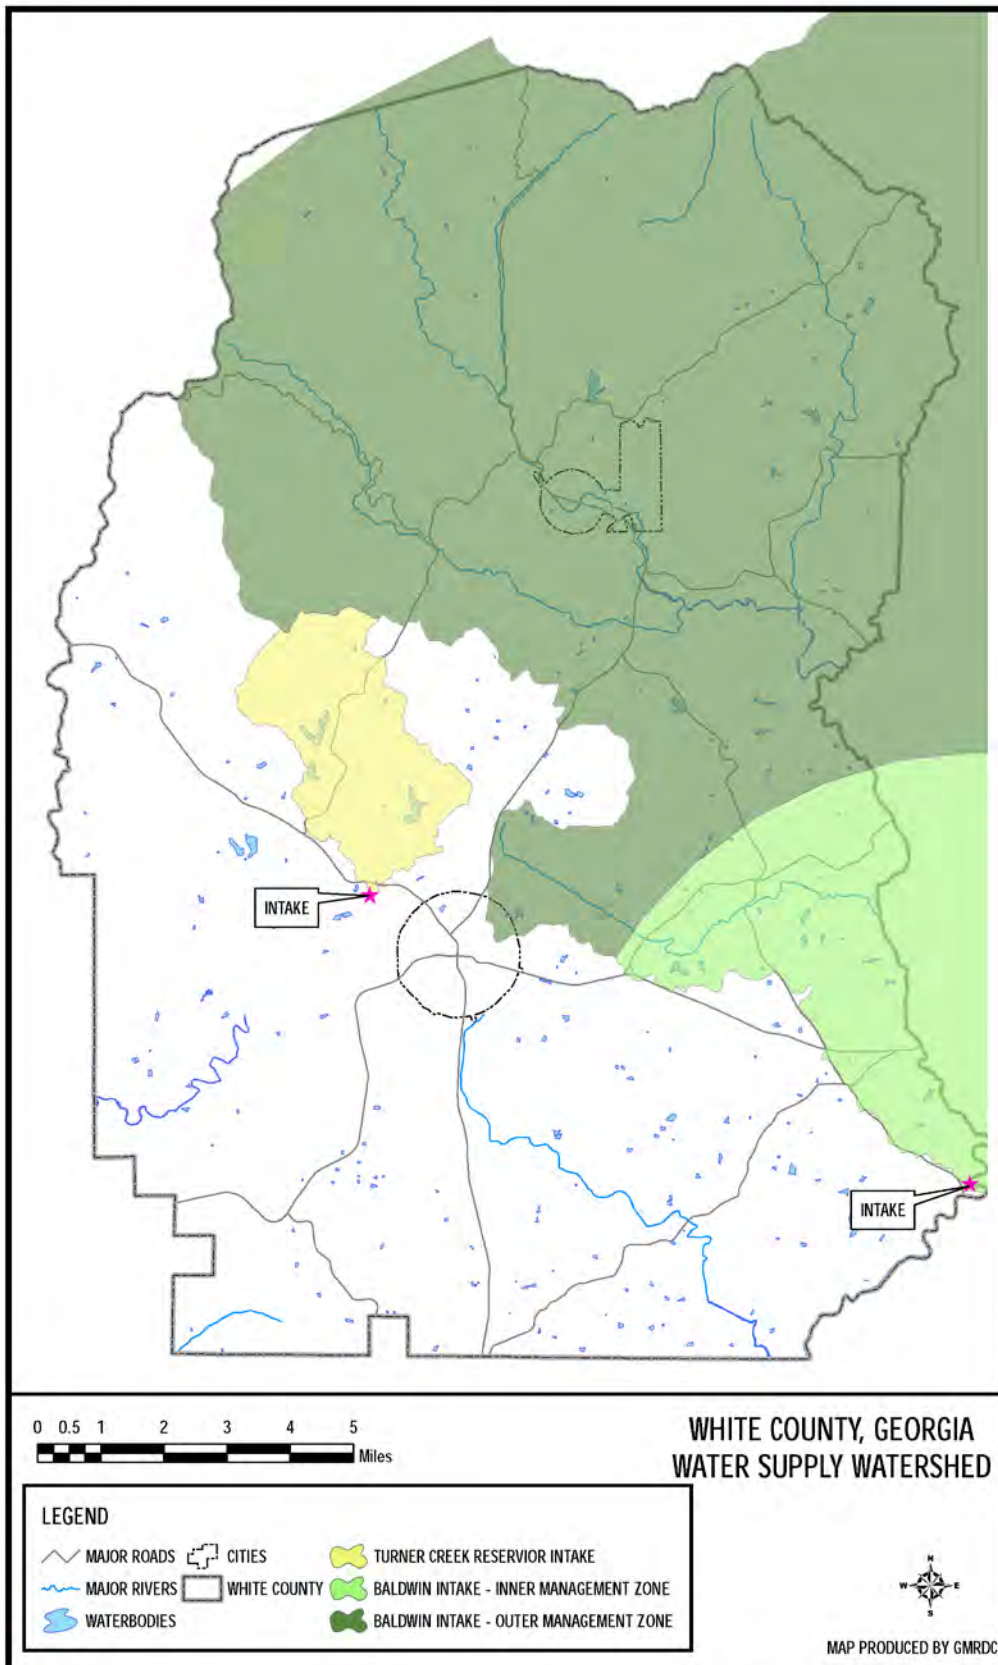 INTAKE
INTAKE
0 0.5 1 2 3 4 5
Miles
WHITE COUNTY, GEORGIA
WATER SUPPLY WATERSHED
LEGEND
MAJOR ROADS
CITIES
TURNER CREEK RESERVIOR INTAKE
MAJOR RIVERS
WHITE COUNTY
BALDWIN INTAKE - INNER MANAGEMENT ZONE
WATERBODIES
BALDWIN INTAKE - OUTER MANAGEMENT ZONE
N
W E
S
MAP PRODUCED BY GMRDC